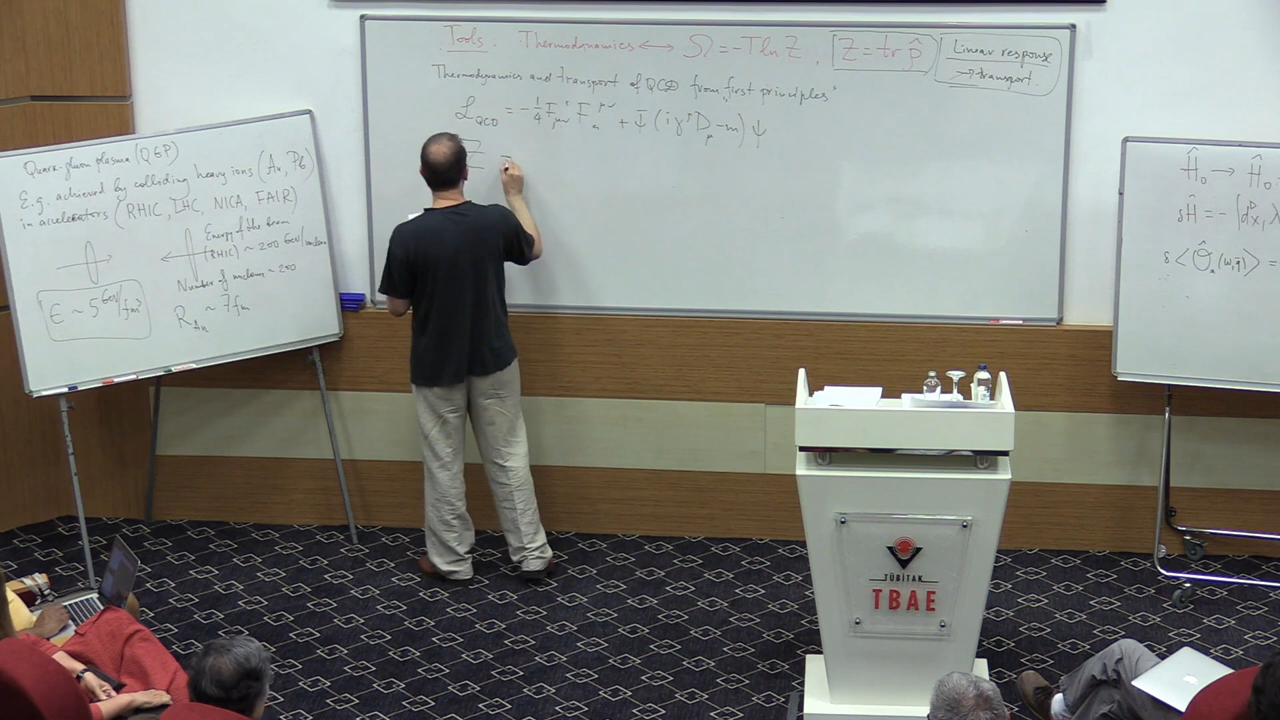 Quark-gluon plasma (QGP)
E.g. achieved by colliding heavy ions (Au, Pb)
in accelerators (RHIC, LHC, NICA, FAIR)
Energy of the beam
(RHIC) ~ 200 GeV/nucleon
Number of nucleons ~ 200
ϵ ~ 5 GeV/fm³
R_Au ~ 7 fm
Tools. Thermodynamics ⟷ Ω = -T ln Z, Z = tr ρ̂
Linear response
→ transport.
Thermodynamics and transport of QCD from "first principles"
ℒ_QCD = -1/4 F^a_μν F_a^μν + Ψ̄ (iγ^μ D_μ - m) Ψ
Ĥ₀ → Ĥ₀
δĤ = -∫d^Dx, λ
δ⟨Ô_a(ω, q̄)⟩ =
TÜBİTAK
TBAE